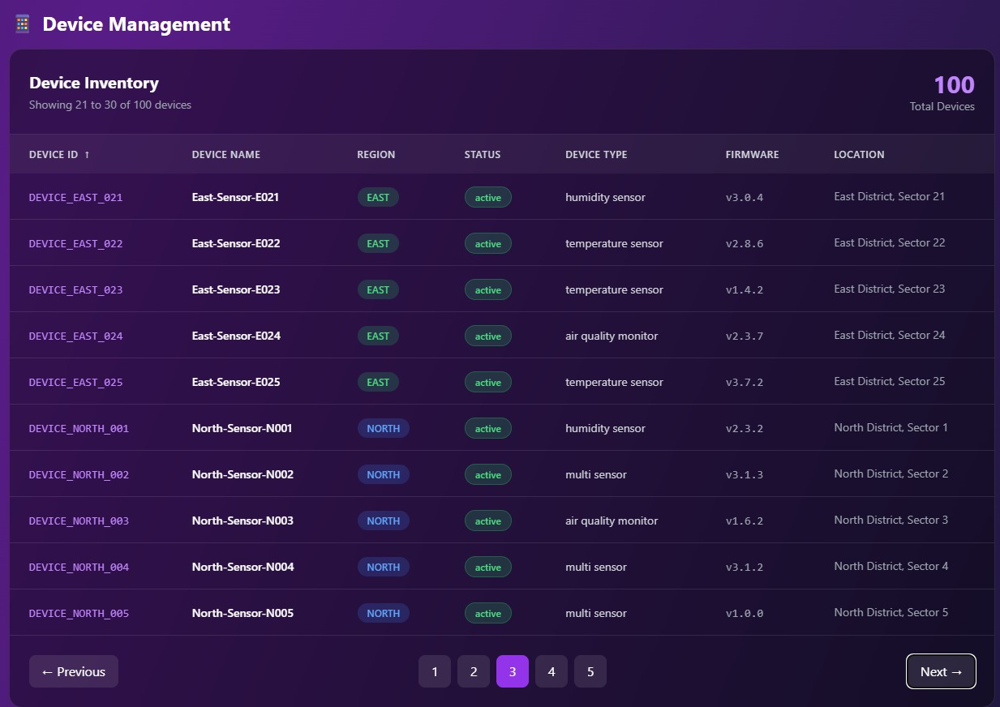 Device Management
Device Inventory
Showing 21 to 30 of 100 devices
100
Total Devices
DEVICE ID ↑ DEVICE NAME REGION STATUS DEVICE TYPE FIRMWARE LOCATION
DEVICE_EAST_021 East-Sensor-E021 EAST active humidity sensor v3.0.4 East District, Sector 21
DEVICE_EAST_022 East-Sensor-E022 EAST active temperature sensor v2.8.6 East District, Sector 22
DEVICE_EAST_023 East-Sensor-E023 EAST active temperature sensor v1.4.2 East District, Sector 23
DEVICE_EAST_024 East-Sensor-E024 EAST active air quality monitor v2.3.7 East District, Sector 24
DEVICE_EAST_025 East-Sensor-E025 EAST active temperature sensor v3.7.2 East District, Sector 25
DEVICE_NORTH_001 North-Sensor-N001 NORTH active humidity sensor v2.3.2 North District, Sector 1
DEVICE_NORTH_002 North-Sensor-N002 NORTH active multi sensor v3.1.3 North District, Sector 2
DEVICE_NORTH_003 North-Sensor-N003 NORTH active air quality monitor v1.6.2 North District, Sector 3
DEVICE_NORTH_004 North-Sensor-N004 NORTH active multi sensor v3.1.2 North District, Sector 4
DEVICE_NORTH_005 North-Sensor-N005 NORTH active multi sensor v1.0.0 North District, Sector 5
← Previous 1 2 3 4 5 Next →